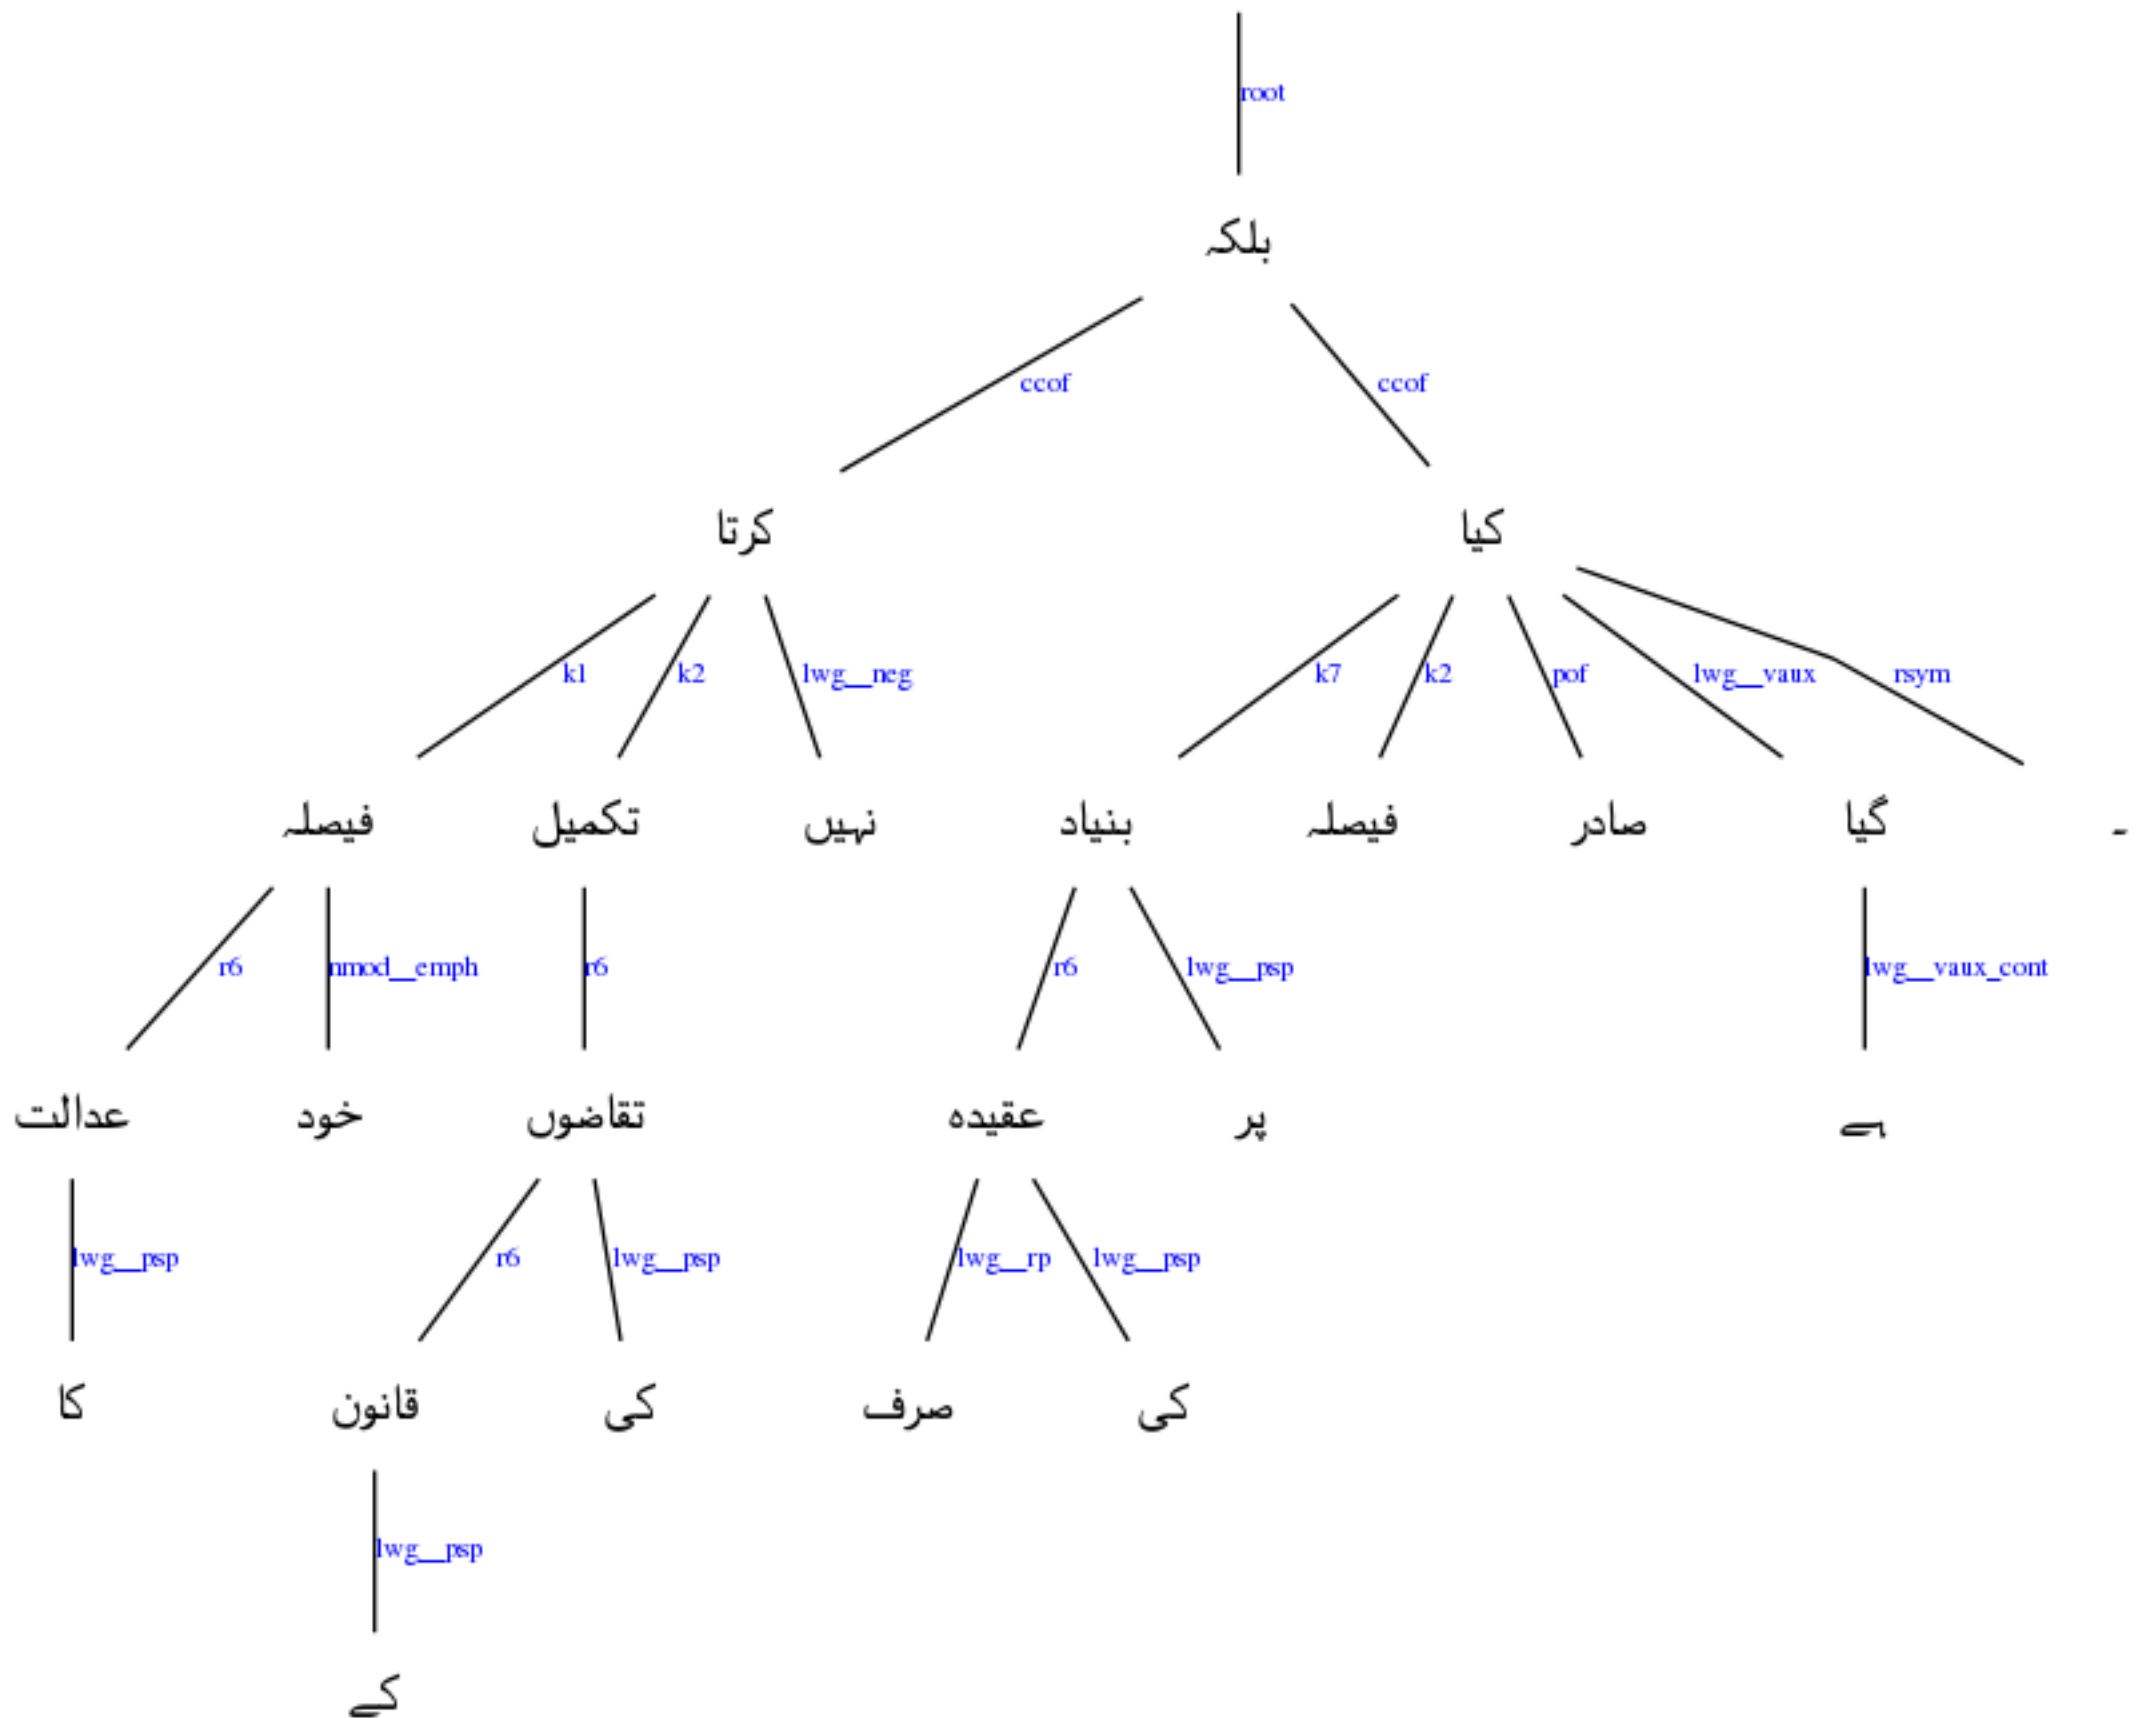 root
بلکہ
ccof ccof
کرتا کیا
k1 k2 lwg__neg k7 k2 pof lwg__vaux rsym
فیصلہ تکمیل نہیں بنیاد فیصلہ صادر گیا ۔
r6 nmod__emph r6 r6 lwg__psp lwg__vaux_cont
عدالت خود تقاضوں عقیدہ پر ہے
lwg__psp r6 lwg__psp lwg__rp lwg__psp
کا قانون کی صرف کی
lwg__psp
کے